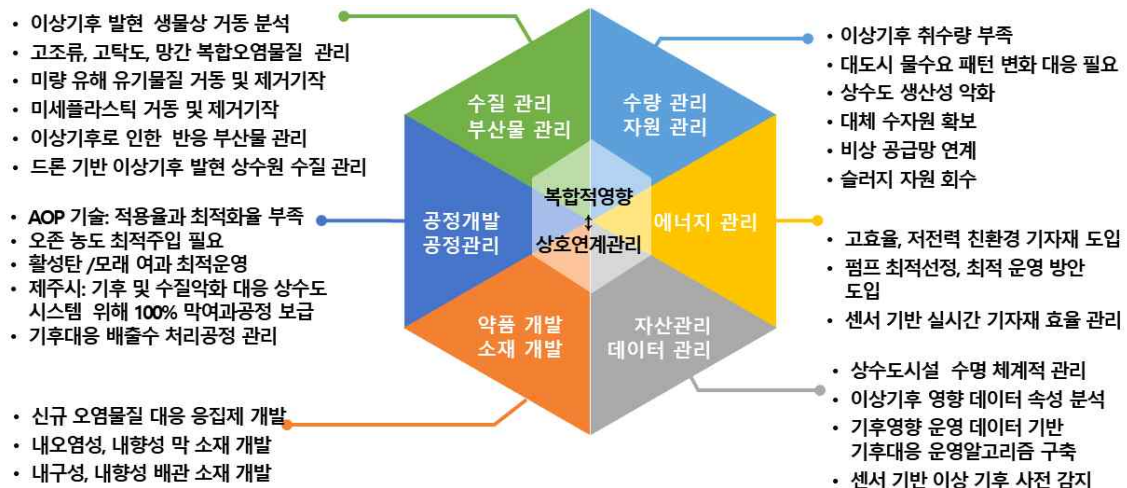 • 이상기후 발현 생물상 거동 분석
• 고조류, 고탁도, 망간 복합오염물질 관리
• 미량 유해 유기물질 거동 및 제거기작
• 미세플라스틱 거동 및 제거기작
• 이상기후로 인한 반응 부산물 관리
• 드론 기반 이상기후 발현 상수원 수질 관리
• AOP 기술: 적용율과 최적화율 부족
• 오존 농도 최적주입 필요
• 활성탄 /모래 여과 최적운영
• 제주시: 기후 및 수질악화 대응 상수도
시스템 위해 100% 막여과공정 보급
• 기후대응 배출수 처리공정 관리
• 신규 오염물질 대응 응집제 개발
• 내오염성, 내향성 막 소재 개발
• 내구성, 내향성 배관 소재 개발
수질 관리
부산물 관리
수량 관리
자원 관리
공정개발
공정관리
복합적영향
↕
상호연계관리
에너지 관리
약품 개발
소재 개발
자산관리
데이터 관리
• 이상기후 취수량 부족
• 대도시 물수요 패턴 변화 대응 필요
• 상수도 생산성 악화
• 대체 수자원 확보
• 비상 공급망 연계
• 슬러지 자원 회수
• 고효율, 저전력 친환경 기자재 도입
• 펌프 최적선정, 최적 운영 방안
도입
• 센서 기반 실시간 기자재 효율 관리
• 상수도시설 수명 체계적 관리
• 이상기후 영향 데이터 속성 분석
• 기후영향 운영 데이터 기반
기후대응 운영알고리즘 구축
• 센서 기반 이상 기후 사전 감지